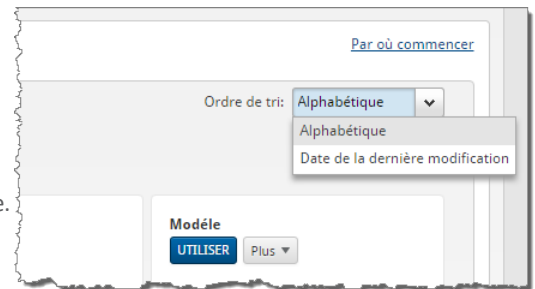 Par où commencer
Ordre de tri: Alphabétique
Alphabétique
Date de la dernière modification
e.
Modéle
UTILISER Plus